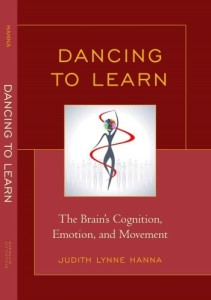 HANNA
DANCING TO LEARN
DANCING
TO LEARN
The Brain's Cognition,
Emotion, and Movement
JUDITH LYNNE HANNA